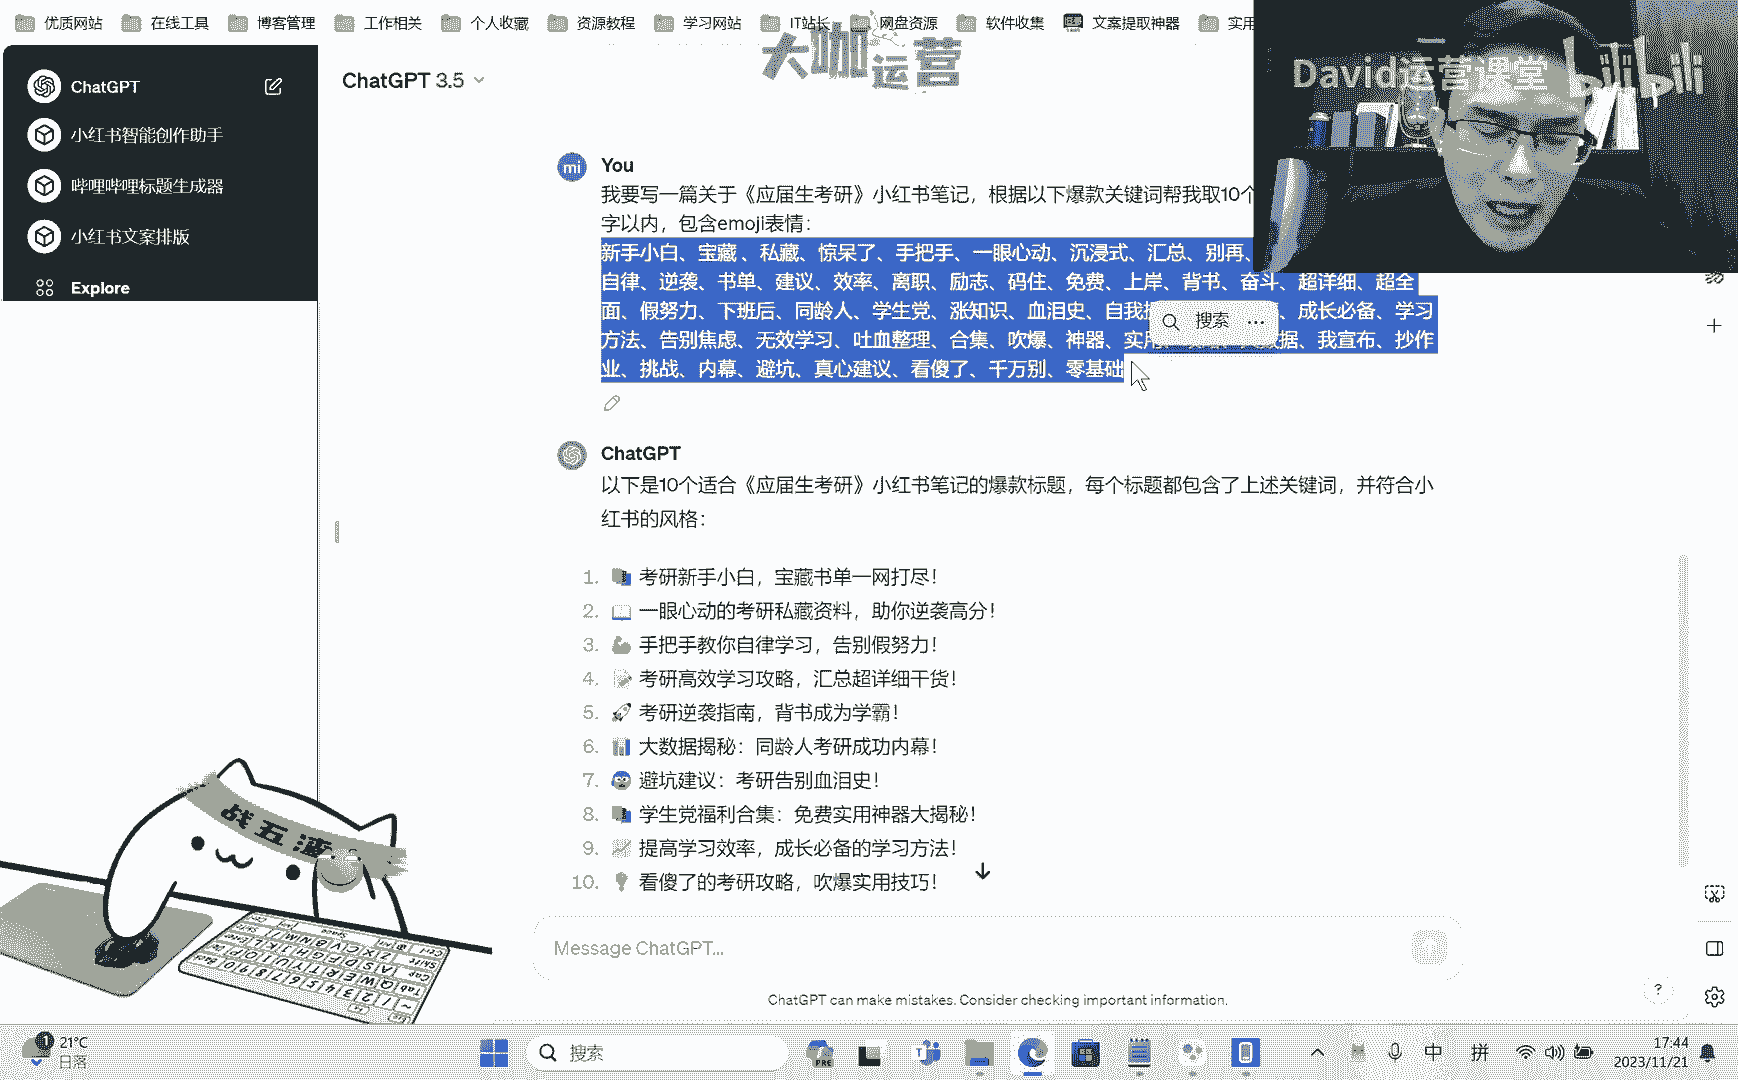 优质网站
在线工具
博客管理
工作相关
个人收藏
资源教程
学习网站
IT站长
网盘资源
软件收集
文案提取神器
实用
大咖运营
David运营课堂 bilibili
ChatGPT
小红书智能创作助手
哔哩哔哩标题生成器
小红书文案排版
Explore
ChatGPT 3.5
mi
You
我要写一篇关于《应届生考研》小红书笔记，根据以下爆款关键词帮我取10个
字以内，包含emoji表情：
新手小白、宝藏 、私藏、惊呆了、手把手、一眼心动、沉浸式、汇总、别再、
自律、逆袭、书单、建议、效率、离职、励志、码住、免费、上岸、背书、奋斗、超详细、超全
面、假努力、下班后、同龄人、学生党、涨知识、血泪史、自我 、成长必备、学习
方法、告别焦虑、无效学习、吐血整理、合集、吹爆、神器、实用、 据、我宣布、抄作
业、挑战、内幕、避坑、真心建议、看傻了、千万别、零基础
搜索 ...
ChatGPT
以下是10个适合《应届生考研》小红书笔记的爆款标题，每个标题都包含了上述关键词，并符合小
红书的风格：
1. 📚 考研新手小白，宝藏书单一网打尽！
2. 📖 一眼心动的考研私藏资料，助你逆袭高分！
3. 💪 手把手教你自律学习，告别假努力！
4. 📝 考研高效学习攻略，汇总超详细干货！
5. 🚀 考研逆袭指南，背书成为学霸！
6. 📊 大数据揭秘：同龄人考研成功内幕！
7. 😰 避坑建议：考研告别血泪史！
8. 📚 学生党福利合集：免费实用神器大揭秘！
9. 📈 提高学习效率，成长必备的学习方法！
10. 💡 看傻了的考研攻略，吹爆实用技巧！
Message ChatGPT...
ChatGPT can make mistakes. Consider checking important information.
?
战五渣
1
21°C
日落
搜索
PRE
中
拼
17:44
2023/11/21